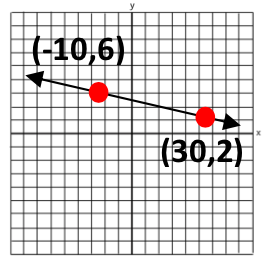 y
(-10,6)
x
(30,2)